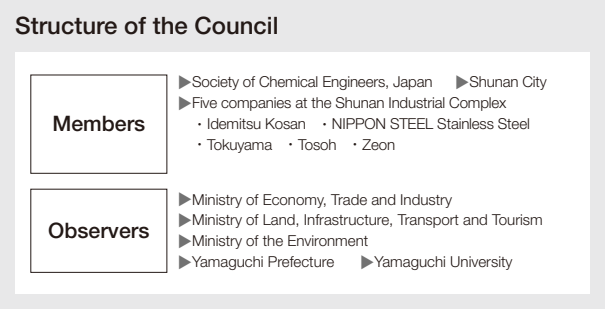 Structure of the Council
Members
▶Society of Chemical Engineers, Japan ▶Shunan City
▶Five companies at the Shunan Industrial Complex
・Idemitsu Kosan ・NIPPON STEEL Stainless Steel
・Tokuyama ・Tosoh ・Zeon
Observers
▶Ministry of Economy, Trade and Industry
▶Ministry of Land, Infrastructure, Transport and Tourism
▶Ministry of the Environment
▶Yamaguchi Prefecture ▶Yamaguchi University